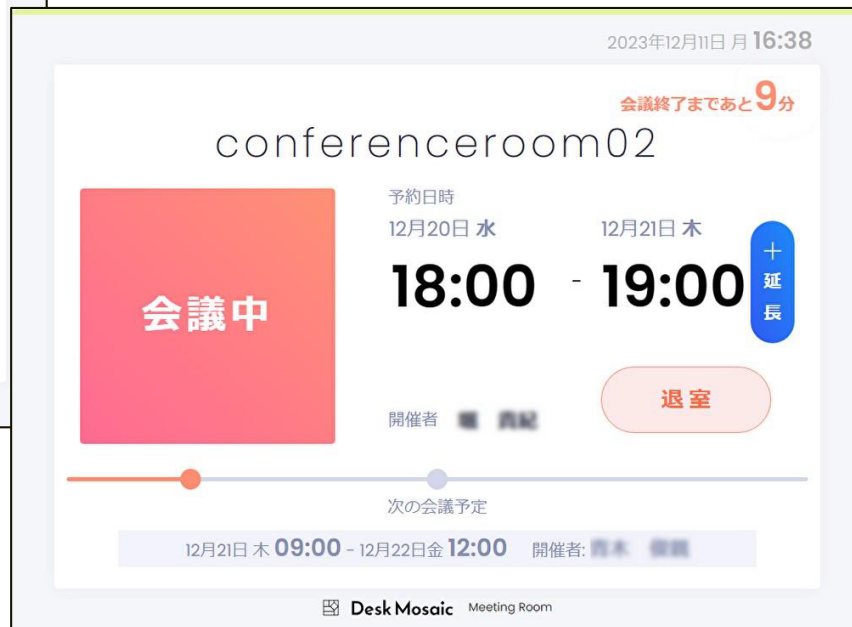 2023年12月11日 月 16:38
会議終了まであと9分
conferenceroom02
予約日時
12月20日 水
12月21日 木
18:00 - 19:00
+
延長
会議中
退室
開催者
次の会議予定
12月21日 木 09:00 - 12月22日金 12:00 開催者:
Desk Mosaic Meeting Room